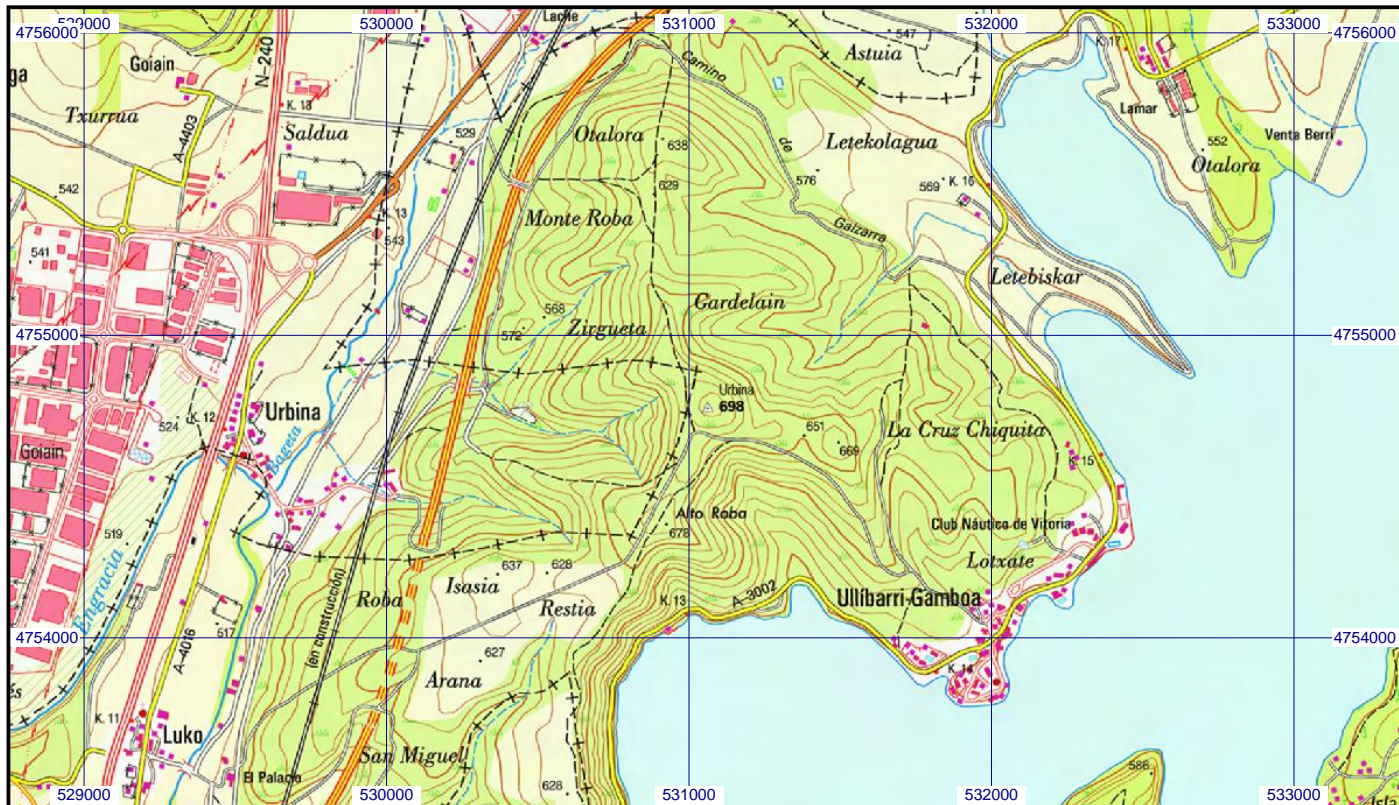 529000
530000
531000
532000
533000
4756000
4756000
Lache
547
Astuia
K. 17
Goiain
N-240
Camino
Lamar
K. 13
Txurrua
A-4403
Saldua
529
Otalora
638
de
Letekolagua
552
Venta Berri
Otalora
542
629
576
569
K. 16
K. 13
543
Monte Roba
Galzarra
541
Letebiskar
Gardelain
568
Zirgueta
572
4755000
4755000
Urbina
698
K. 12
Urbina
524
651
669
La Cruz Chiquita
Goiain
Bageta
K. 15
Alto Roba
678
Club Náutico de Vitoria
519
Lotxate
Engracia
637
628
Isasia
Roba
Restia
K. 13
A-3002
Ullíbarri-Gamboa
517
(en construcción)
4754000
4754000
A-4016
627
Arana
K. 14
K. 11
Luko
San Miguel
El Palacio
628
586
529000
530000
531000
532000
533000